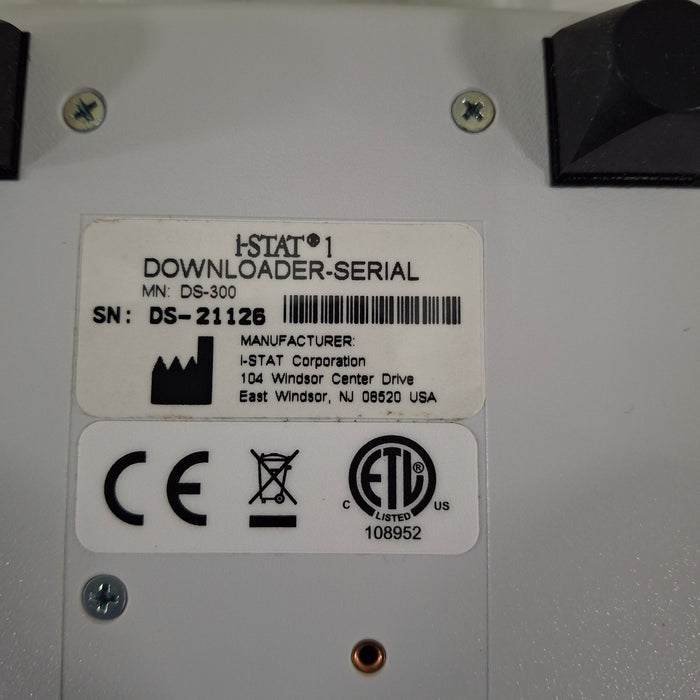 i-STAT® 1
DOWNLOADER-SERIAL
MN: DS-300
SN: DS-21126
MANUFACTURER:
i-STAT Corporation
104 Windsor Center Drive
East Windsor, NJ 08520 USA
CE
ETL®
C US
LISTED
108952